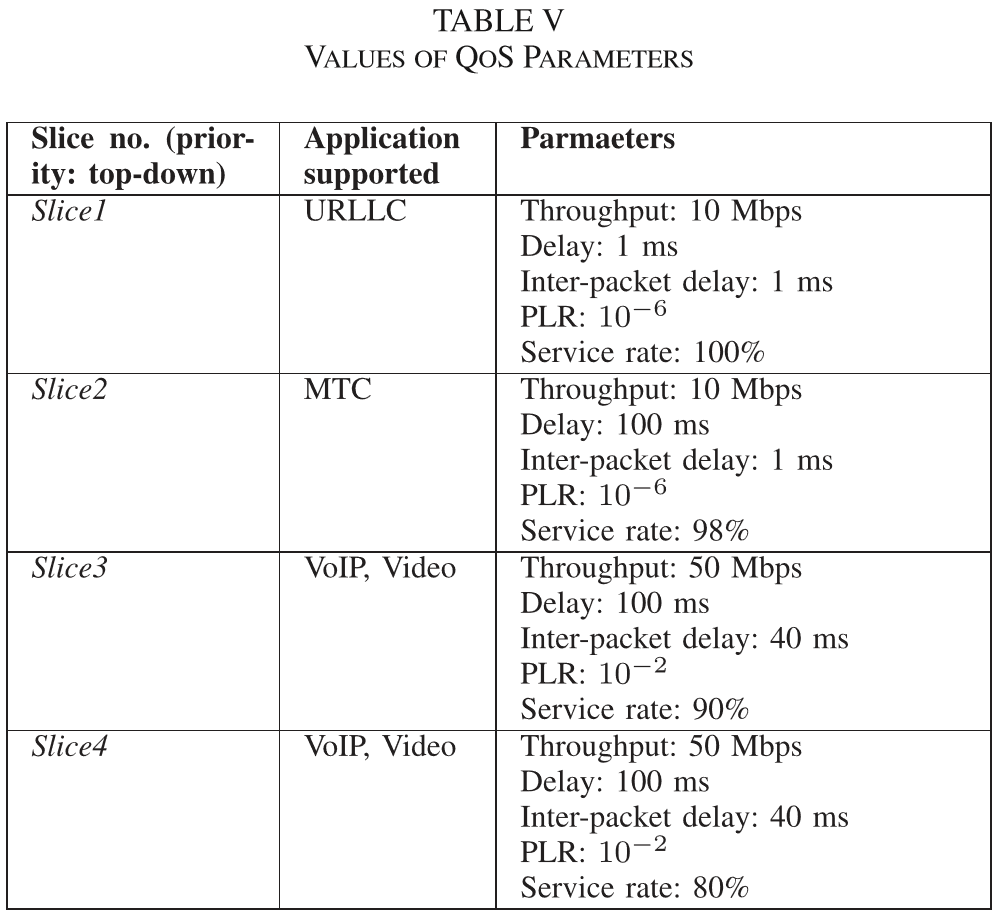 TABLE V
VALUES OF QOS PARAMETERS
Slice no. (prior-
ity: top-down)
Application
supported
Parmaeters
Slice1
URLLC
Throughput: 10 Mbps
Delay: 1 ms
Inter-packet delay: 1 ms
PLR: 10⁻⁶
Service rate: 100%
Slice2
MTC
Throughput: 10 Mbps
Delay: 100 ms
Inter-packet delay: 1 ms
PLR: 10⁻⁶
Service rate: 98%
Slice3
VoIP, Video
Throughput: 50 Mbps
Delay: 100 ms
Inter-packet delay: 40 ms
PLR: 10⁻²
Service rate: 90%
Slice4
VoIP, Video
Throughput: 50 Mbps
Delay: 100 ms
Inter-packet delay: 40 ms
PLR: 10⁻²
Service rate: 80%